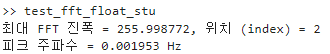 >> test_fft_float_stu
최대 FFT 진폭 = 255.998772, 위치 (index) = 2
피크 주파수 = 0.001953 Hz